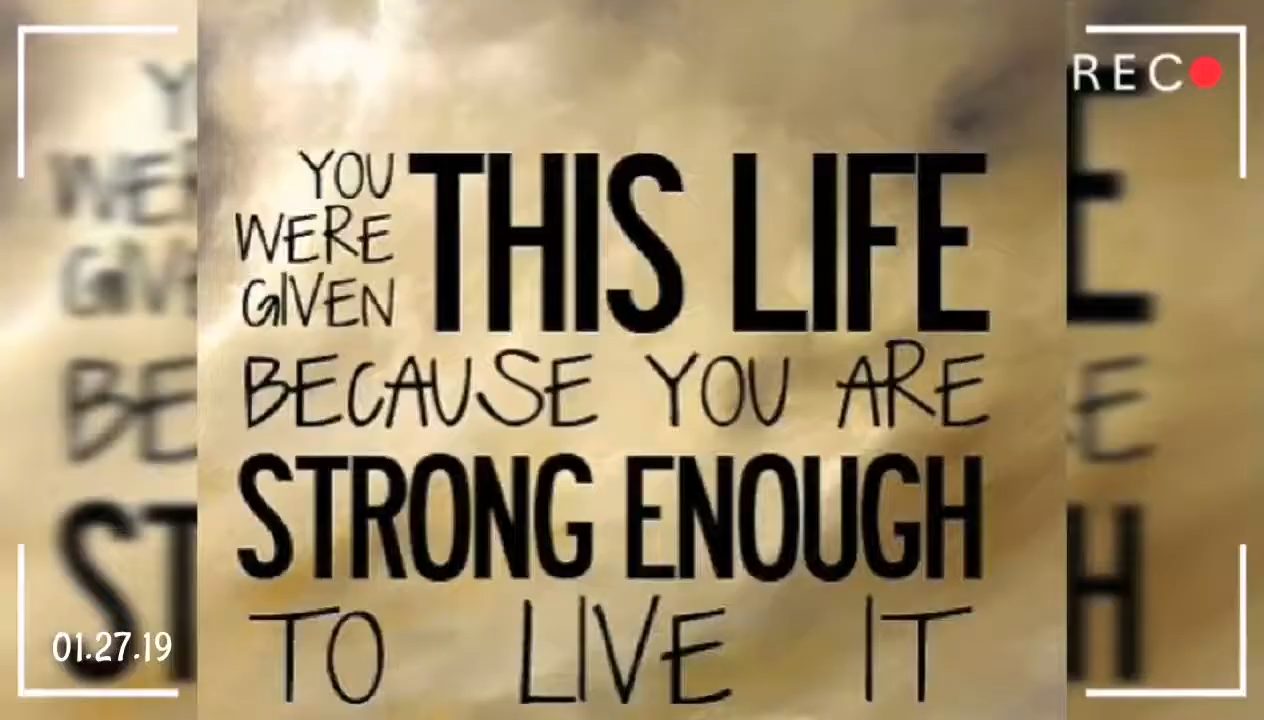 REC
YOU
WERE
GIVEN
THIS LIFE
BECAUSE YOU ARE
STRONG ENOUGH
TO LIVE IT
01.27.19